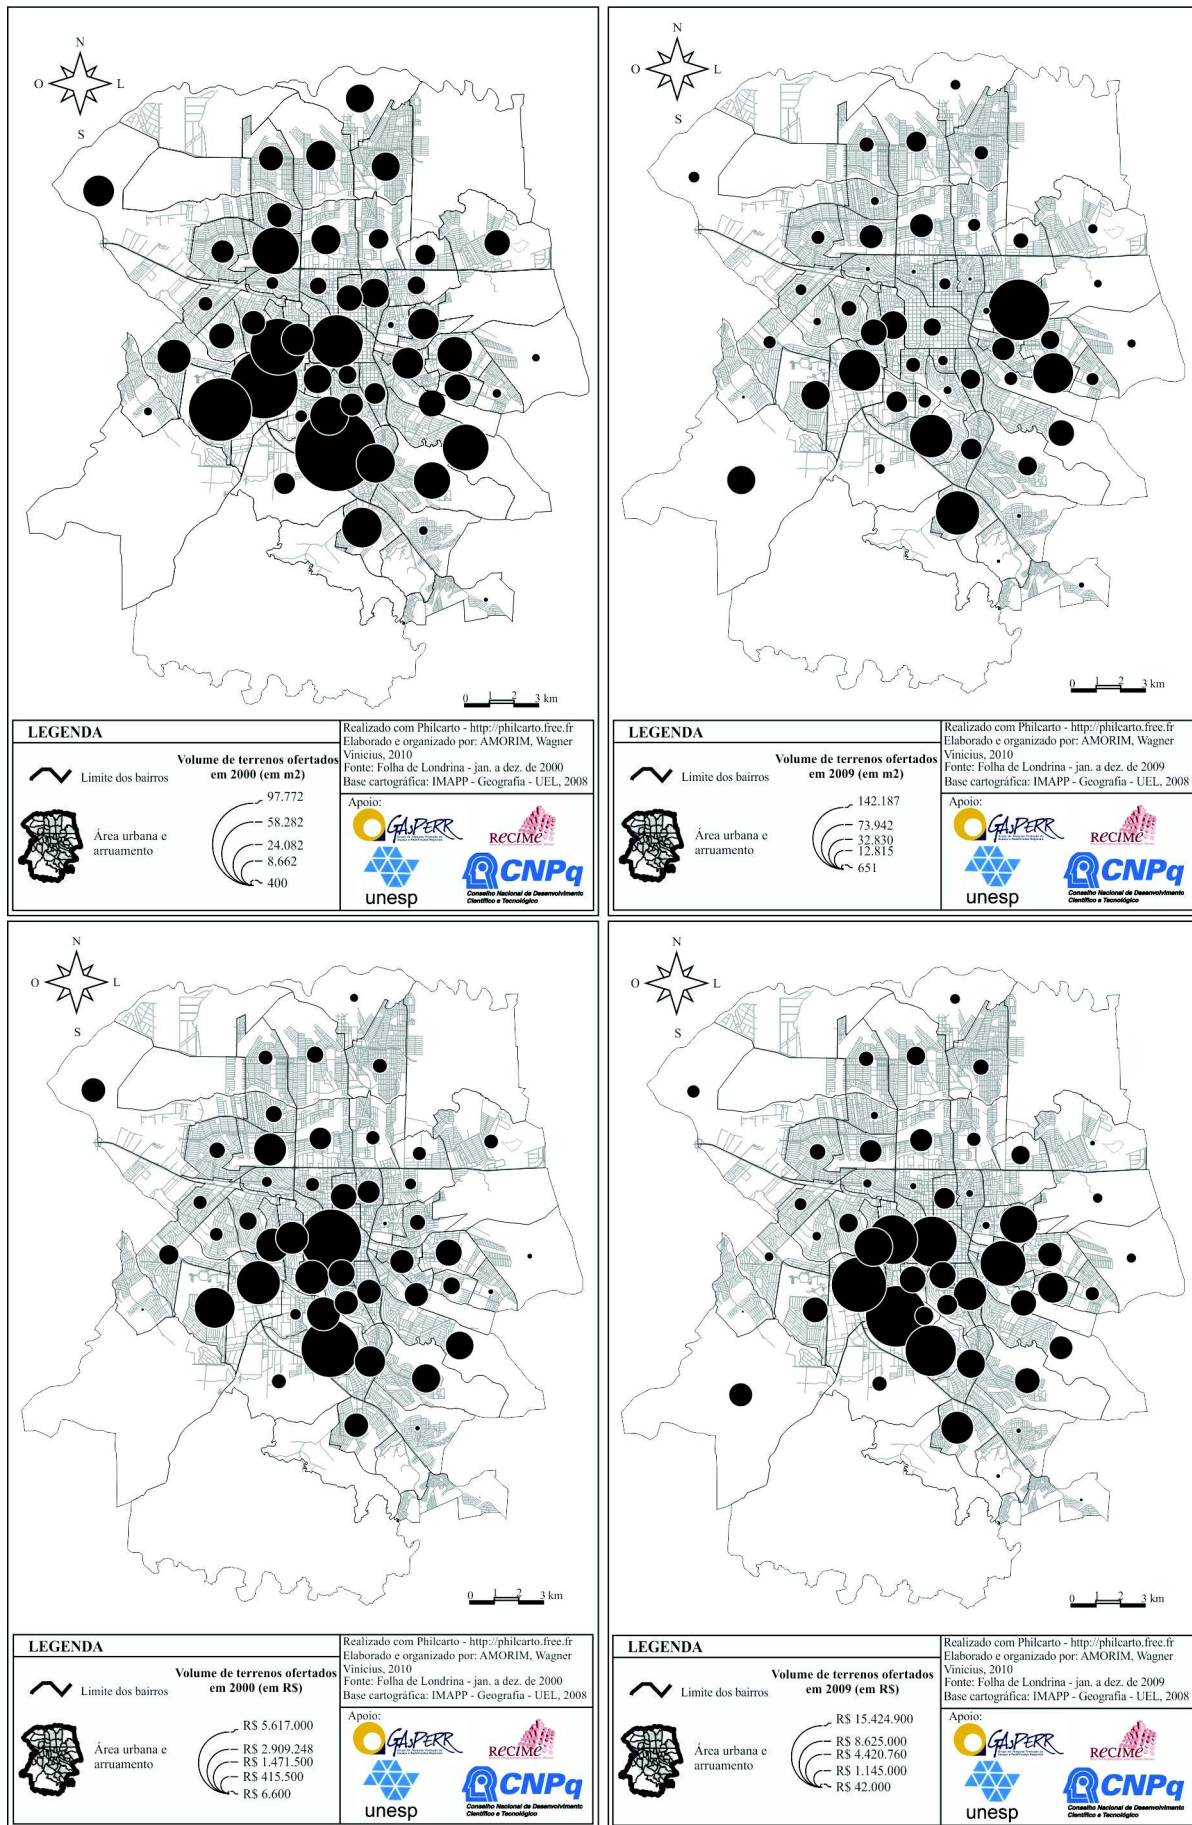 N
O
L
S
0 1 2 3 km
LEGENDA
Limite dos bairros
Área urbana e
arruamento
Volume de terrenos ofertados
em 2000 (em m2)
97.772
58.282
24.082
8.662
400
Realizado com Philcarto - http://philcarto.free.fr
Elaborado e organizado por: AMORIM, Wagner
Vinicius, 2010
Fonte: Folha de Londrina - jan. a dez. de 2000
Base cartográfica: IMAPP - Geografia - UEL, 2008
Apoio:
GAsPERR
ReCiMe
unesp
CNPq
Conselho Nacional de Desenvolvimento
Científico e Tecnológico
N
O
L
S
0 1 2 3 km
LEGENDA
Limite dos bairros
Área urbana e
arruamento
Volume de terrenos ofertados
em 2009 (em m2)
142.187
73.942
32.830
12.815
651
Realizado com Philcarto - http://philcarto.free.fr
Elaborado e organizado por: AMORIM, Wagner
Vinicius, 2010
Fonte: Folha de Londrina - jan. a dez. de 2009
Base cartográfica: IMAPP - Geografia - UEL, 2008
Apoio:
GAsPERR
ReCiMe
unesp
CNPq
Conselho Nacional de Desenvolvimento
Científico e Tecnológico
N
O
L
S
0 1 2 3 km
LEGENDA
Limite dos bairros
Área urbana e
arruamento
Volume de terrenos ofertados
em 2000 (em R$)
R$ 5.617.000
R$ 2.909.248
R$ 1.471.500
R$ 415.500
R$ 6.600
Realizado com Philcarto - http://philcarto.free.fr
Elaborado e organizado por: AMORIM, Wagner
Vinicius, 2010
Fonte: Folha de Londrina - jan. a dez. de 2000
Base cartográfica: IMAPP - Geografia - UEL, 2008
Apoio:
GAsPERR
ReCiMe
unesp
CNPq
Conselho Nacional de Desenvolvimento
Científico e Tecnológico
N
O
L
S
0 1 2 3 km
LEGENDA
Limite dos bairros
Área urbana e
arruamento
Volume de terrenos ofertados
em 2009 (em R$)
R$ 15.424.900
R$ 8.625.000
R$ 4.420.760
R$ 1.145.000
R$ 42.000
Realizado com Philcarto - http://philcarto.free.fr
Elaborado e organizado por: AMORIM, Wagner
Vinicius, 2010
Fonte: Folha de Londrina - jan. a dez. de 2009
Base cartográfica: IMAPP - Geografia - UEL, 2008
Apoio:
GAsPERR
ReCiMe
unesp
CNPq
Conselho Nacional de Desenvolvimento
Científico e Tecnológico